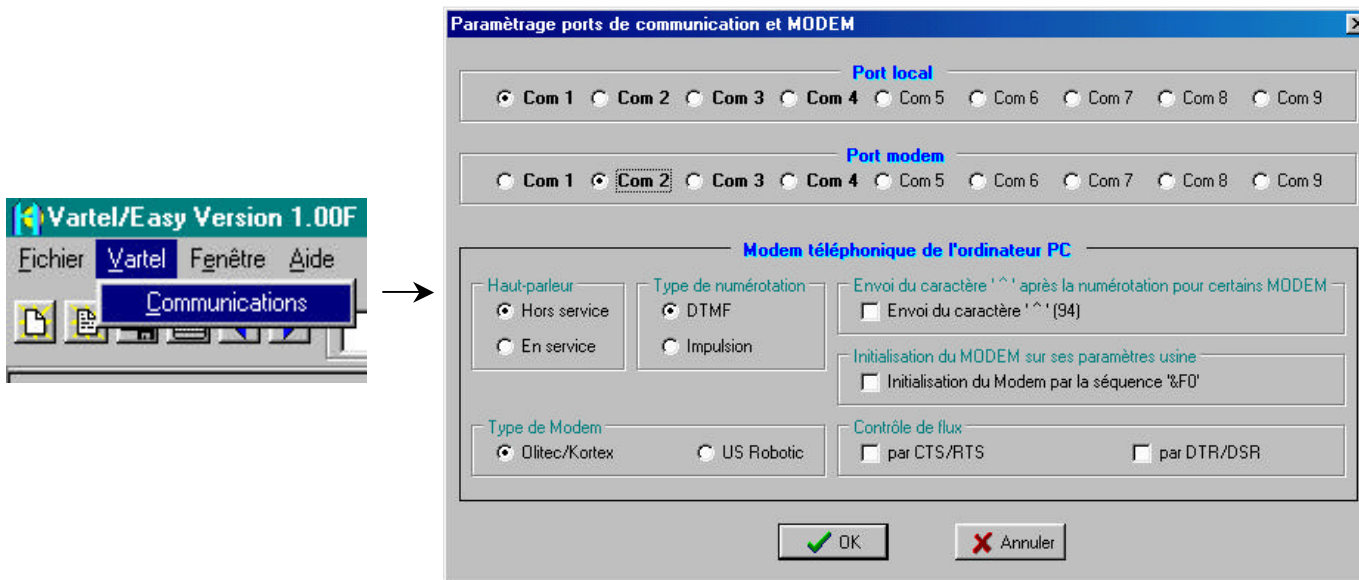 Vartel/Easy Version 1.00F
Fichier Vartel Fenêtre Aide
Communications
Paramètrage ports de communication et MODEM
Port local
Com 1 Com 2 Com 3 Com 4 Com 5 Com 6 Com 7 Com 8 Com 9
Port modem
Com 1 Com 2 Com 3 Com 4 Com 5 Com 6 Com 7 Com 8 Com 9
Modem téléphonique de l'ordinateur PC
Haut-parleur
Hors service
En service
Type de numérotation
DTMF
Impulsion
Envoi du caractère ' ^ ' après la numérotation pour certains MODEM
Envoi du caractère ' ^ ' (94)
Initialisation du MODEM sur ses paramètres usine
Initialisation du Modem par la séquence '&F0'
Type de Modem
Olitec/Kortex US Robotic
Contrôle de flux
par CTS/RTS par DTR/DSR
OK Annuler